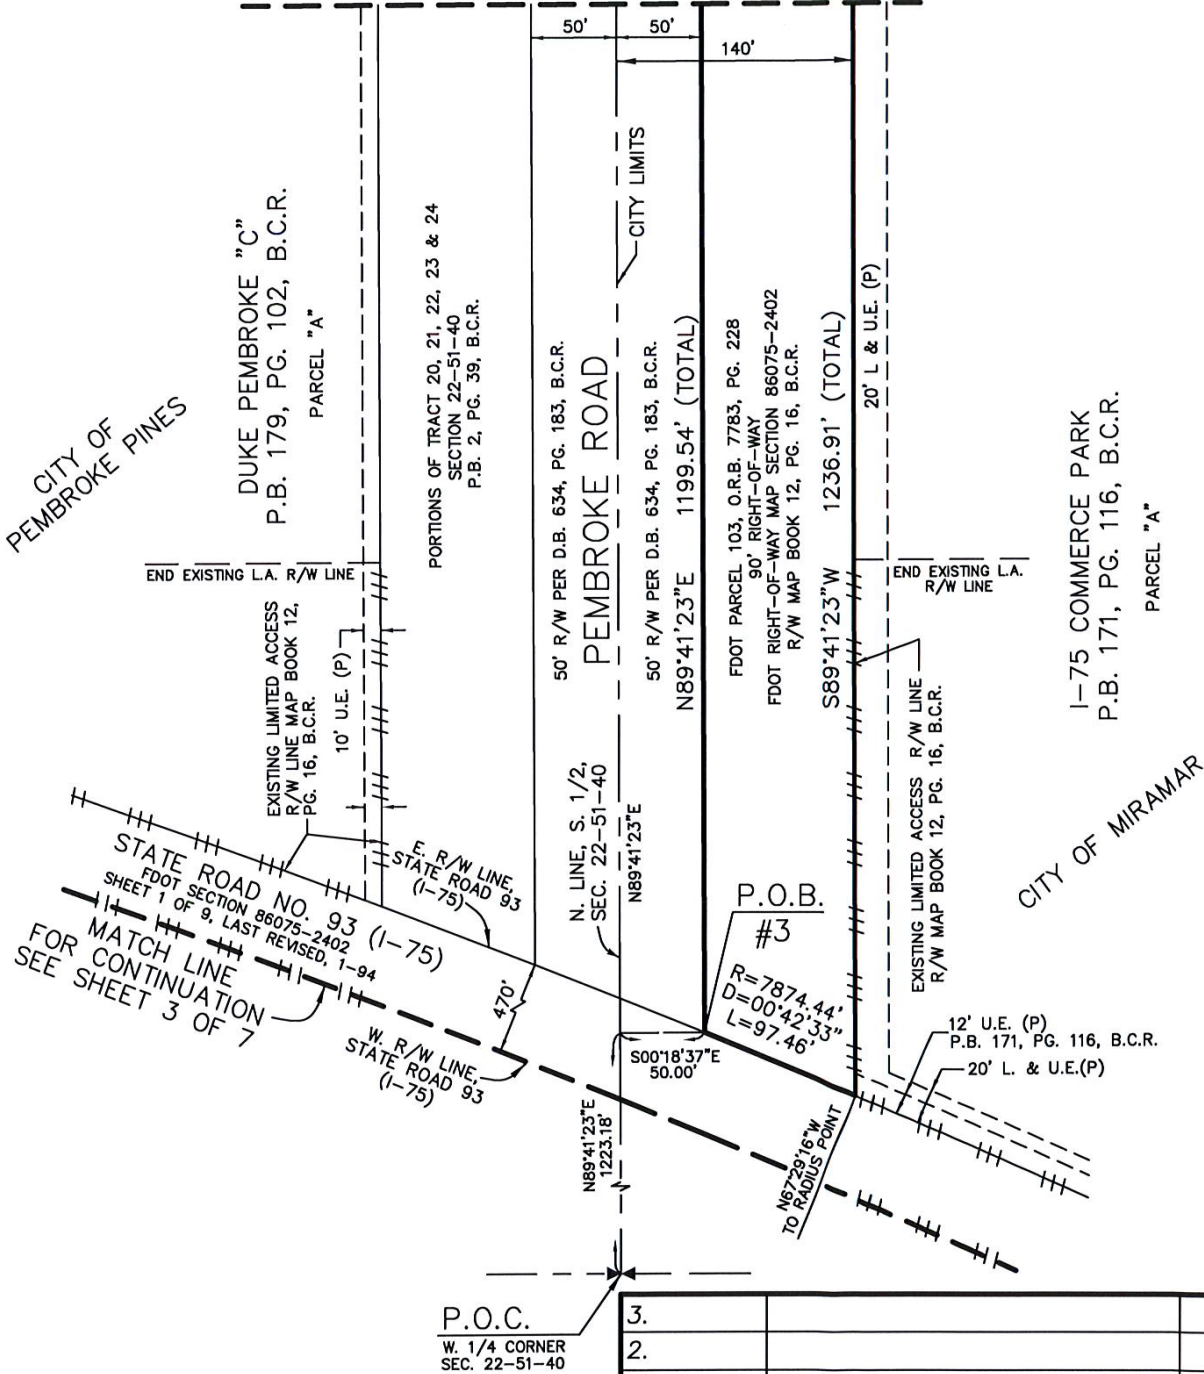 50'
50'
140'
CITY LIMITS
CITY OF
PEMBROKE PINES
DUKE PEMBROKE "C"
P.B. 179, PG. 102, B.C.R.
PARCEL "A"
PORTIONS OF TRACT 20, 21, 22, 23 & 24
SECTION 22-51-40
P.B. 2, PG. 39, B.C.R.
50' R/W PER D.B. 634, PG. 183, B.C.R.
PEMBROKE ROAD
50' R/W PER D.B. 634, PG. 183, B.C.R.
N89°41'23"E 1199.54' (TOTAL)
FDOT PARCEL 103, O.R.B. 7783, PG. 228
90' RIGHT-OF-WAY
FDOT RIGHT-OF-WAY MAP SECTION 86075-2402
R/W MAP BOOK 12, PG. 16, B.C.R.
S89°41'23"W 1236.91' (TOTAL)
20' L & U.E. (P)
I-75 COMMERCE PARK
P.B. 171, PG. 116, B.C.R.
PARCEL "A"
END EXISTING L.A. R/W LINE
END EXISTING L.A.
R/W LINE
EXISTING LIMITED ACCESS
R/W LINE MAP BOOK 12,
PG. 16, B.C.R.
10' U.E. (P)
EXISTING LIMITED ACCESS R/W LINE
R/W MAP BOOK 12, PG. 16, B.C.R.
CITY OF MIRAMAR
N. LINE, S. 1/2,
SEC. 22-51-40
N89°41'23"E
E. R/W LINE,
STATE ROAD 93
(I-75)
STATE ROAD NO. 93 (I-75)
FDOT SECTION 86075-2402
SHEET 1 OF 9, LAST REVISED, 1-94
MATCH LINE
FOR CONTINUATION
SEE SHEET 3 OF 7
W. R/W LINE,
STATE ROAD 93
(I-75)
470'
P.O.B.
#3
R=7874.44'
D=00°42'33"
L=97.46'
S00°18'37"E
50.00'
12' U.E. (P)
P.B. 171, PG. 116, B.C.R.
20' L. & U.E.(P)
N89°41'23"E
1223.18'
N67°29'16"W
TO RADIUS POINT
P.O.C.
W. 1/4 CORNER
SEC. 22-51-40
3.
2.